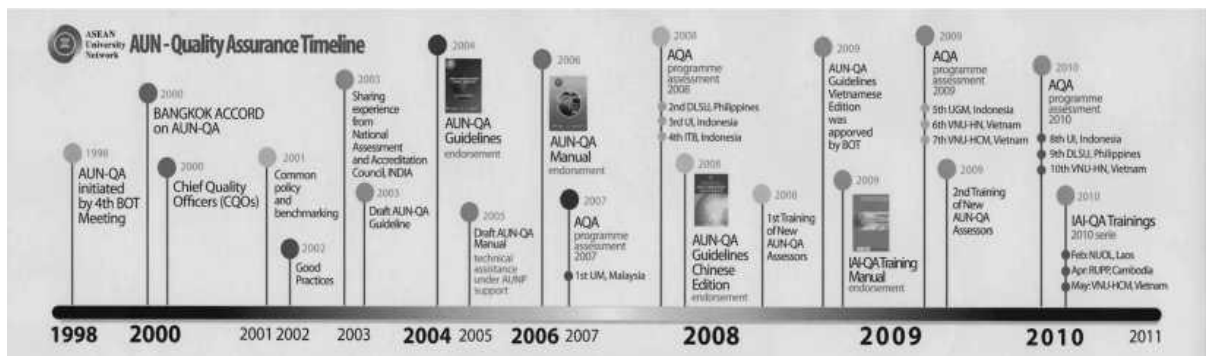 ASEAN
University
Network
AUN - Quality Assurance Timeline
1998
AUN-QA
initiated
by 4th BOT
Meeting
2000
BANGKOK ACCORD
on AUN-QA
2000
Chief Quality
Officers (CQOs)
2001
Common
policy
and
benchmarking
2002
Good
Practices
2003
Sharing
experience
from
National
Assessment
and Accreditation
Council, INDIA
2003
Draft AUN-QA
Guideline
2004
AUN-QA
Guidelines
endorsement
2005
Draft AUN-QA
Manual
technical
assistance
under AUNP
support
2006
AUN-QA
Manual
endorsement
2007
AQA
programme
assessment
2007
1st UM, Malaysia
2008
AQA
programme
assessment
2008
2nd DLSU, Philippines
3rd UI, Indonesia
4th ITB, Indonesia
2008
AUN-QA
Guidelines
Chinese
Edition
endorsement
2008
1st Training
of New
AUN-QA
Assessors
2009
AUN-QA
Guidelines
Vietnamese
Edition
was
apporved
by BOT
2009
IAI-QA Training
Manual
endorsement
2009
AQA
programme
assessment
2009
5th UGM, Indonesia
6th VNU-HN, Vietnam
7th VNU-HCM, Vietnam
2009
2nd Training
of New
AUN-QA
Assessors
2010
AQA
programme
assessment
2010
8th UI, Indonesia
9th DLSU, Philippines
10th VNU-HN, Vietnam
2010
IAI-QA Trainings
2010 serie
Feb: NUOL, Laos
Apr: RUPP, Cambodia
May: VNU-HCM, Vietnam
1998 2000 2001 2002 2003 2004 2005 2006 2007 2008 2009 2010 2011